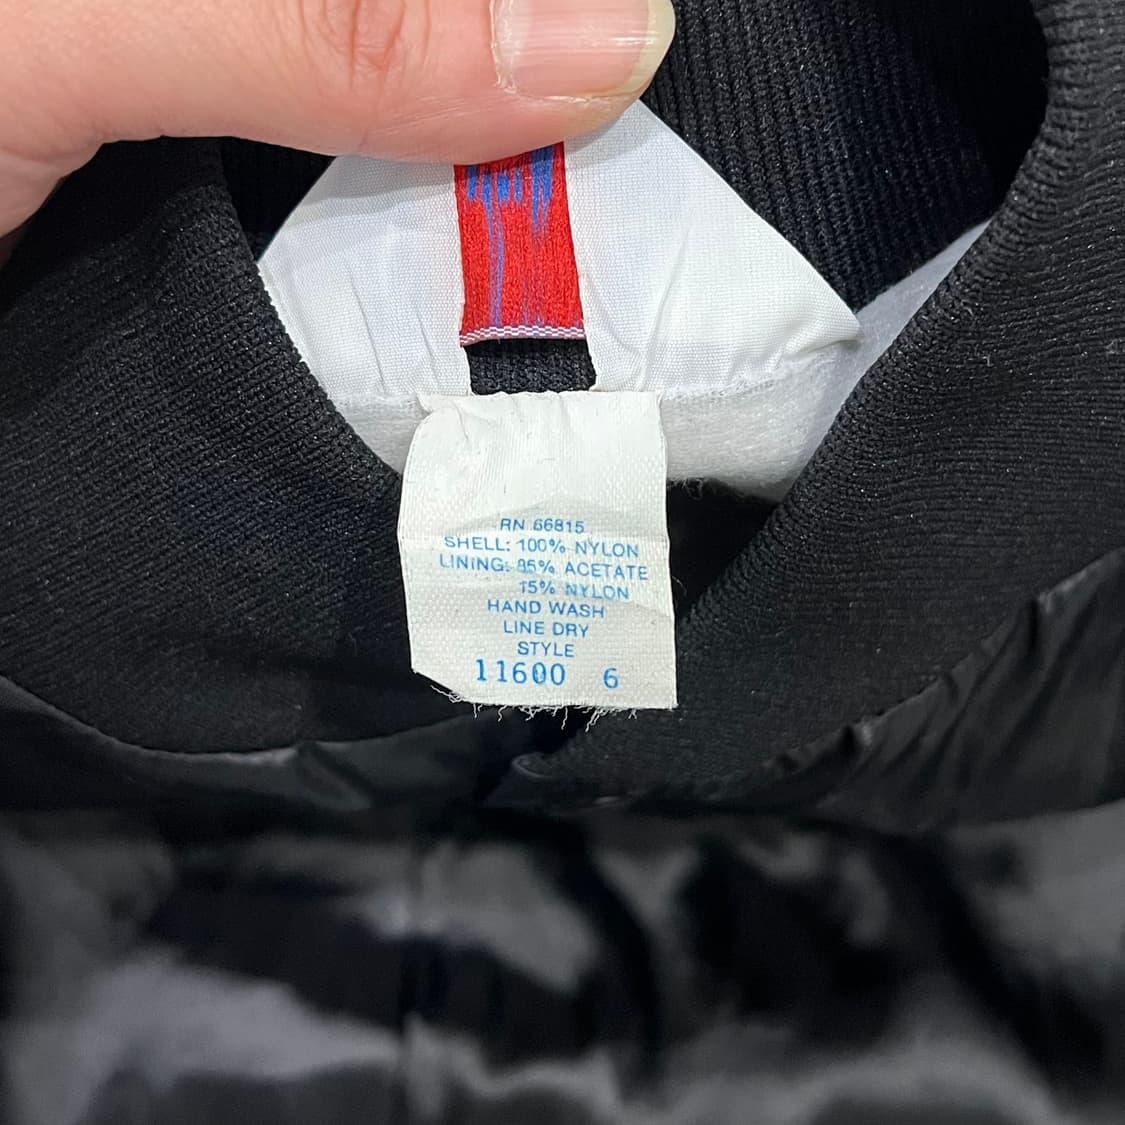 RN 66815
SHELL: 100% NYLON
LINING: 85% ACETATE
15% NYLON
HAND WASH
LINE DRY
STYLE
11600 6